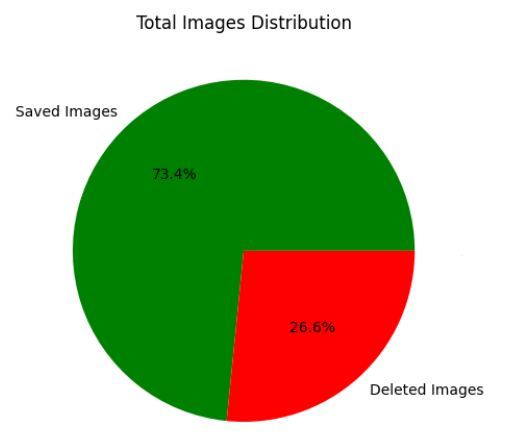 Total Images Distribution
Saved Images
73.4%
26.6%
Deleted Images